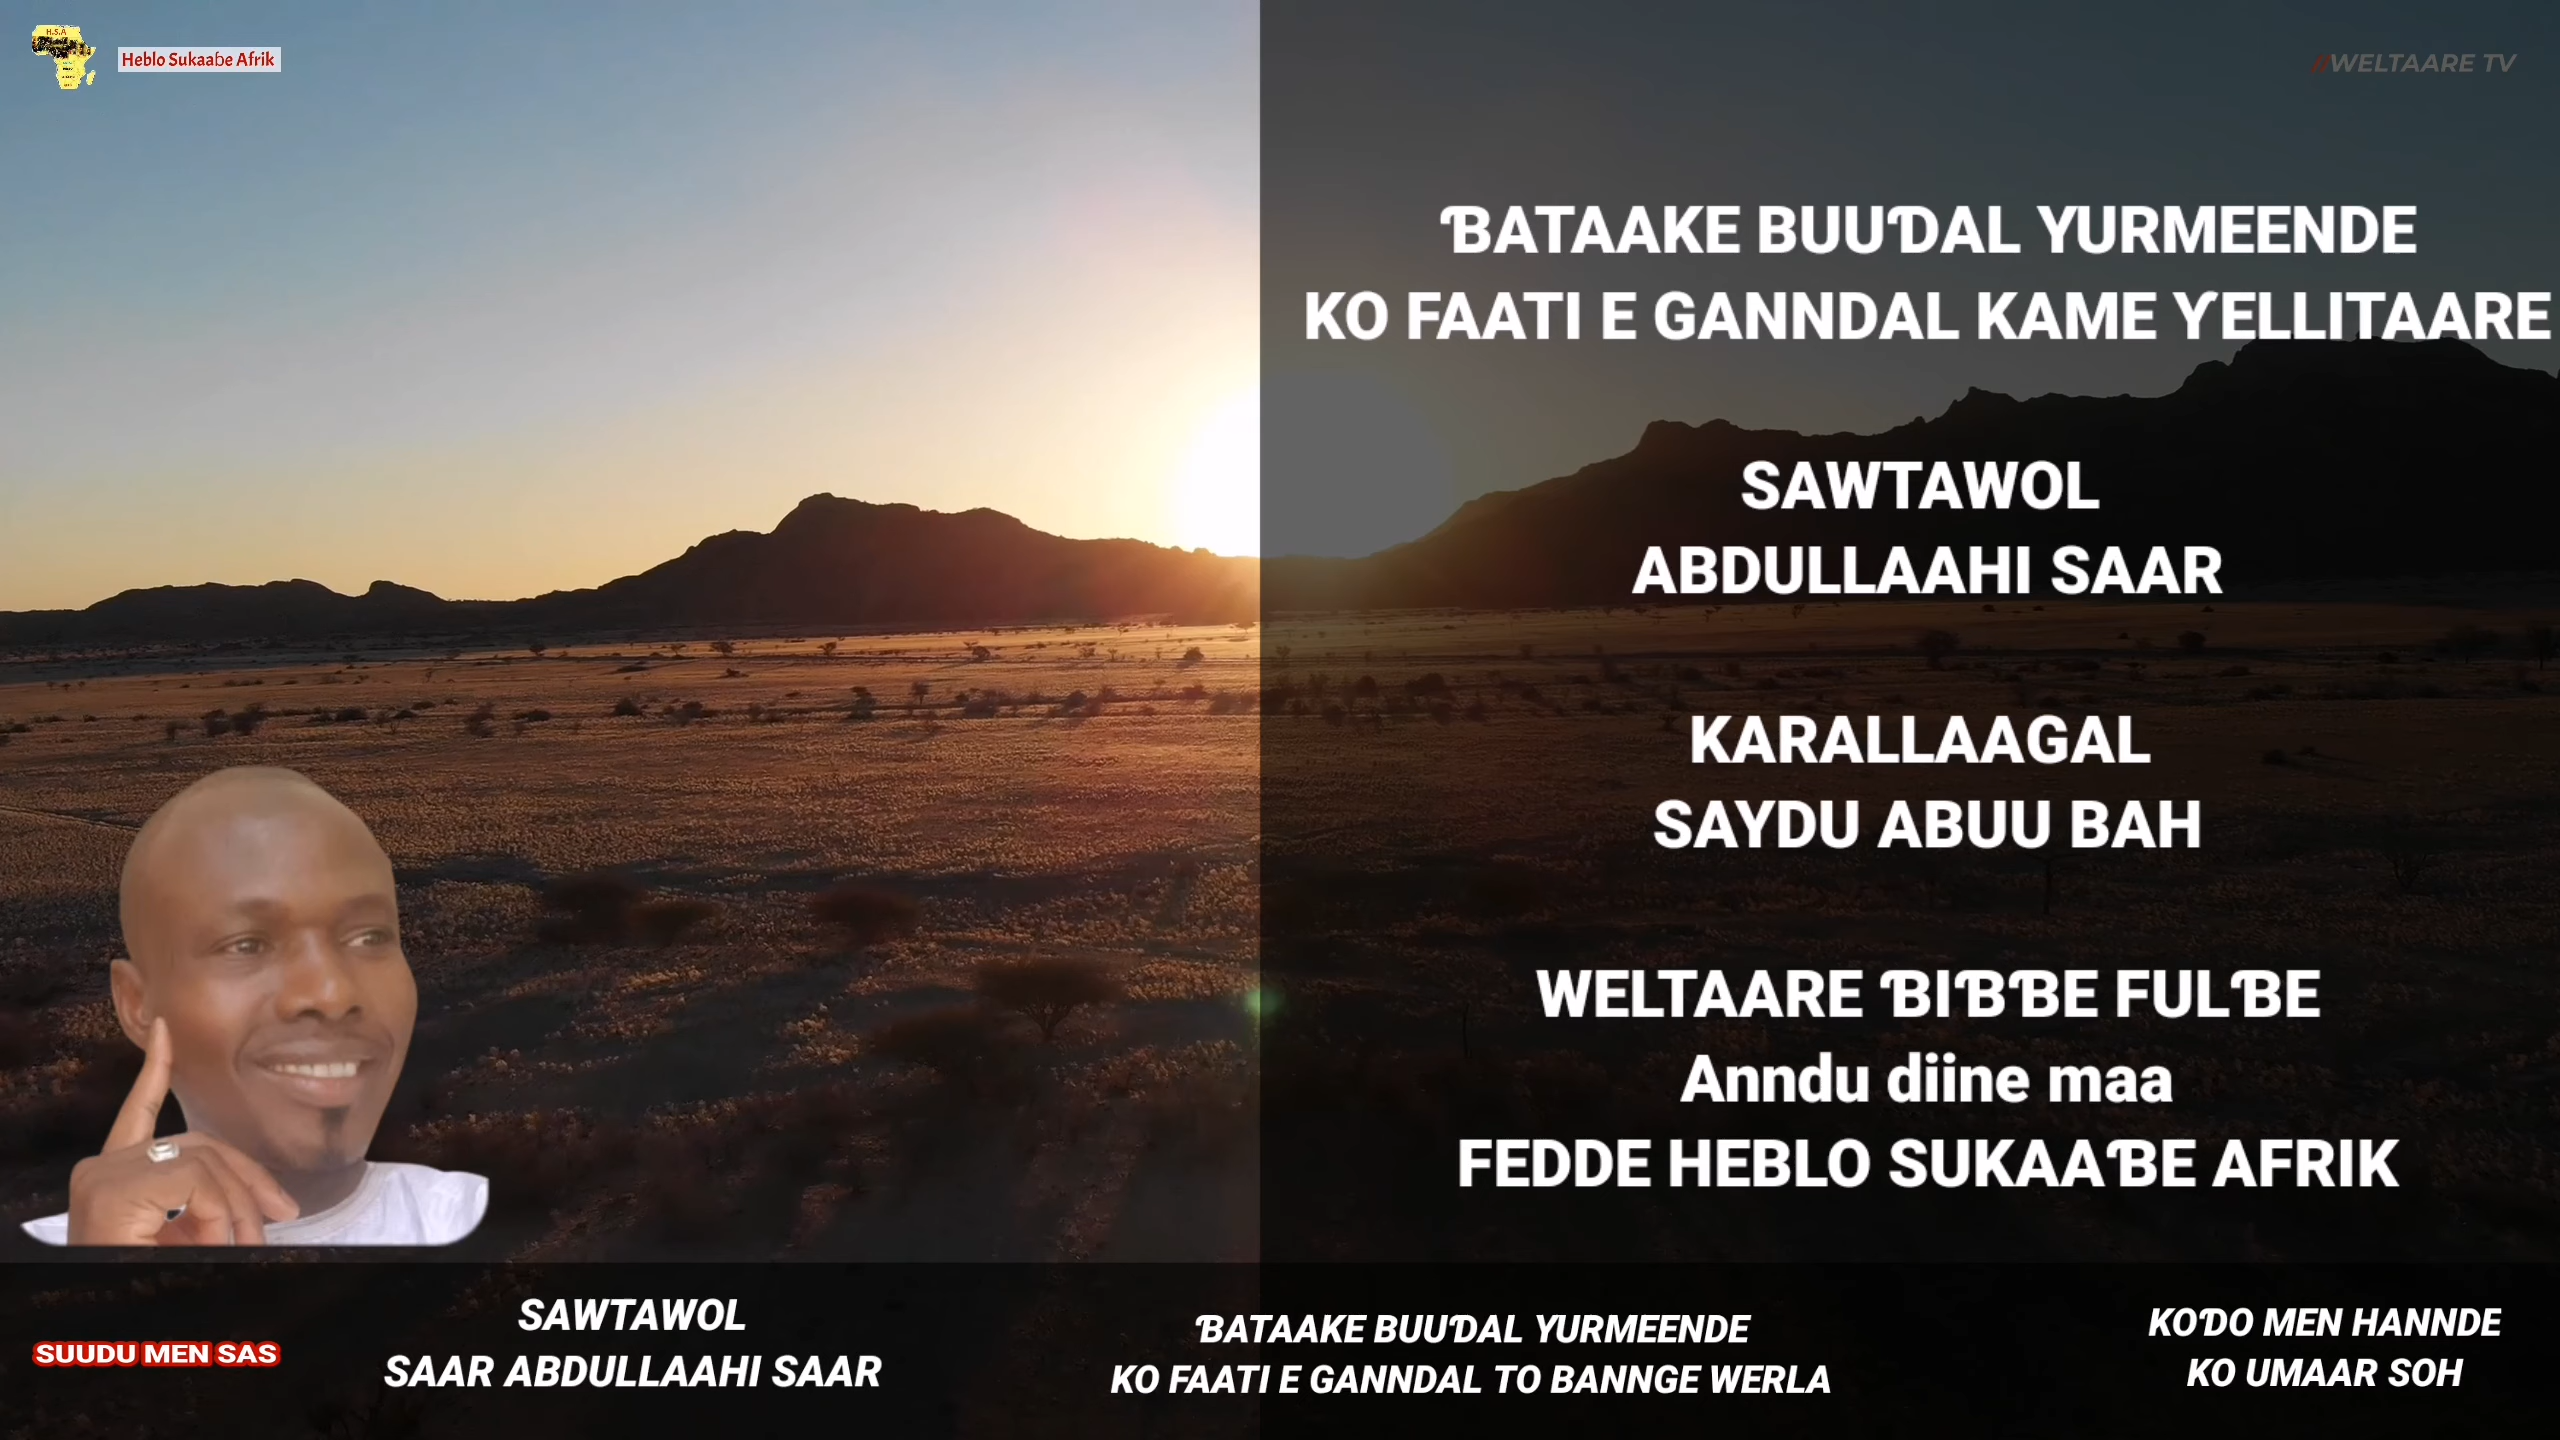 H.S.A
Heblo Sukaaɓe Afrik
//WELTAARE TV
ƁATAAKE BUUƊAL YURMEENDE
KO FAATI E GANNDAL KAME ƳELLITAARE
SAWTAWOL
ABDULLAAHI SAAR
KARALLAAGAL
SAYDU ABUU BAH
WELTAARE ƁIƁƁE FULƁE
Anndu diine maa
FEDDE HEBLO SUKAAƁE AFRIK
SUUDU MEN SAS
SAWTAWOL
SAAR ABDULLAAHI SAAR
ƁATAAKE BUUƊAL YURMEENDE
KO FAATI E GANNDAL TO BANNGE WERLA
KOƊO MEN HANNDE
KO UMAAR SOH